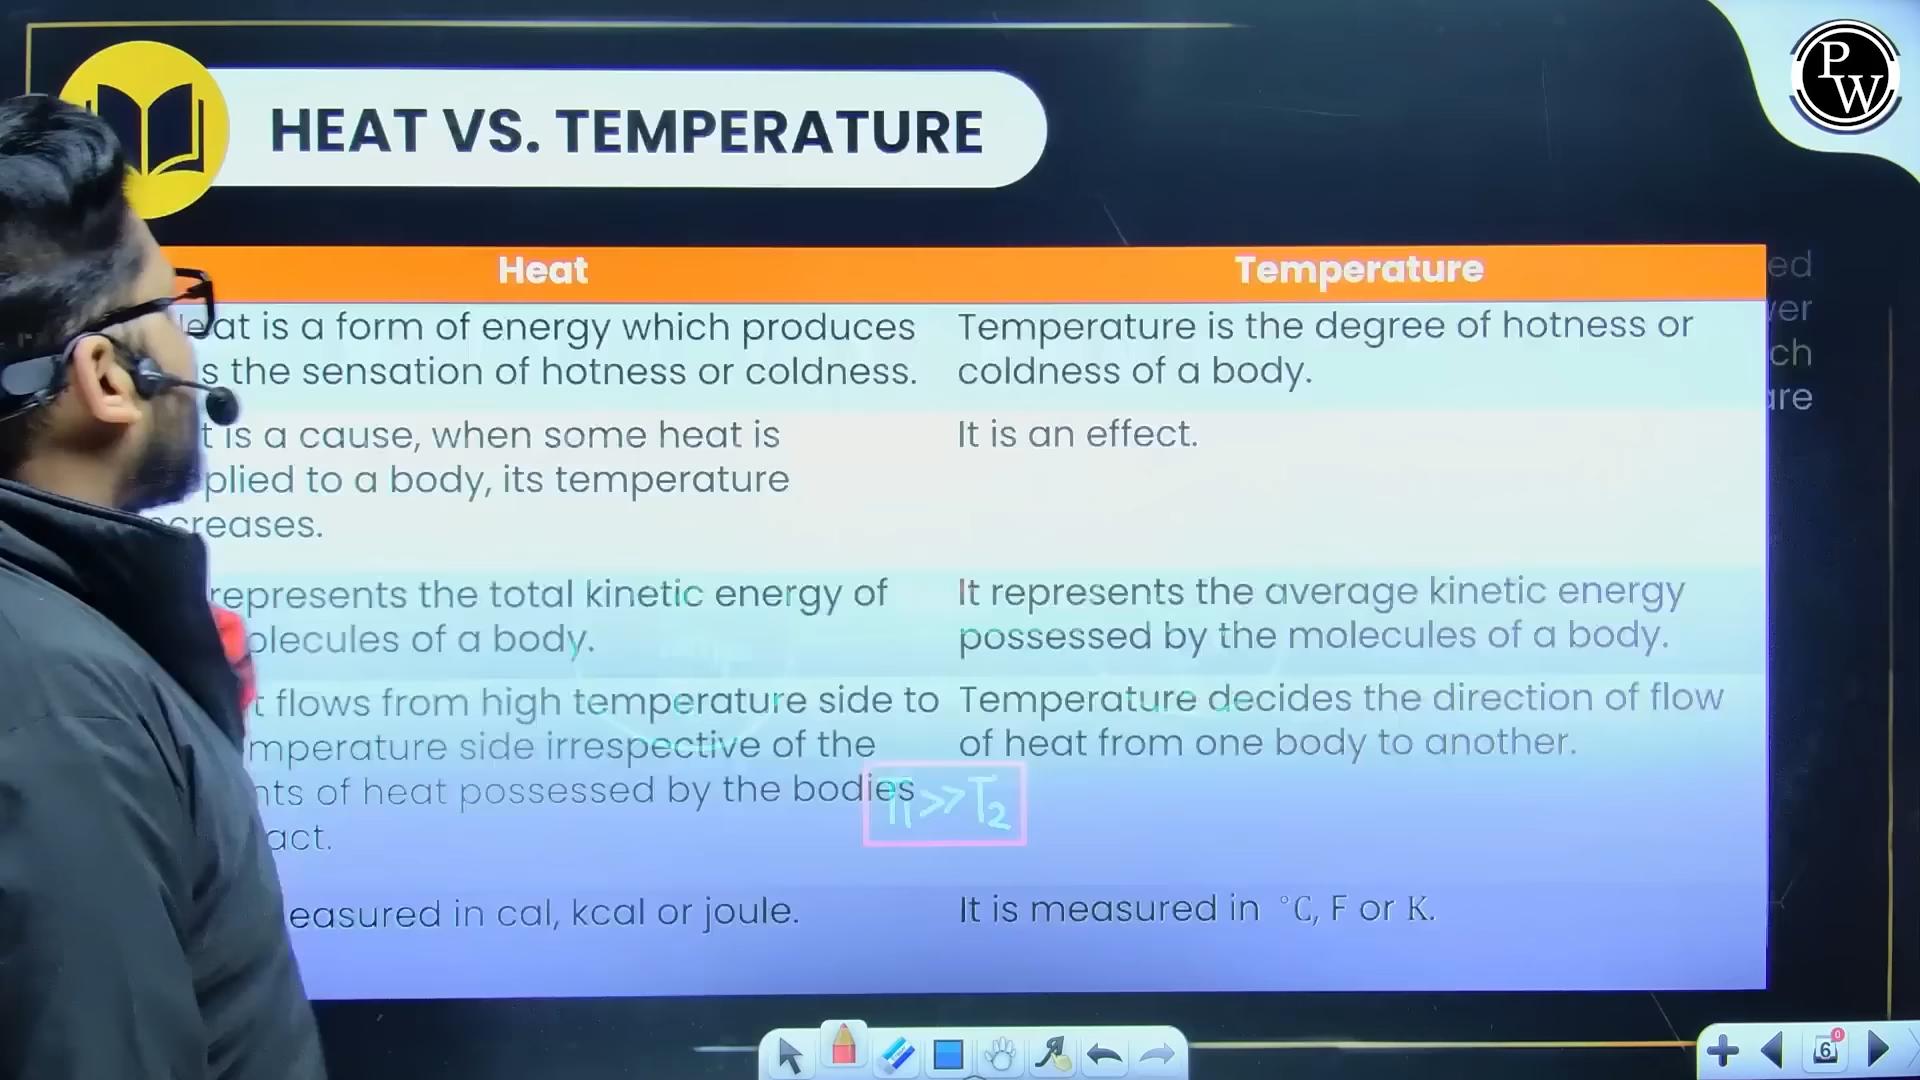 P
W
HEAT VS. TEMPERATURE
Heat
Temperature
eat is a form of energy which produces
s the sensation of hotness or coldness.
Temperature is the degree of hotness or
coldness of a body.
t is a cause, when some heat is
plied to a body, its temperature
creases.
It is an effect.
represents the total kinetic energy of
olecules of a body.
It represents the average kinetic energy
possessed by the molecules of a body.
t flows from high temperature side to
mperature side irrespective of the
nts of heat possessed by the bodies
act.
Temperature decides the direction of flow
of heat from one body to another.
T1 >> T2
easured in cal, kcal or joule.
It is measured in °C, F or K.
ed
wer
ch
are
6
0